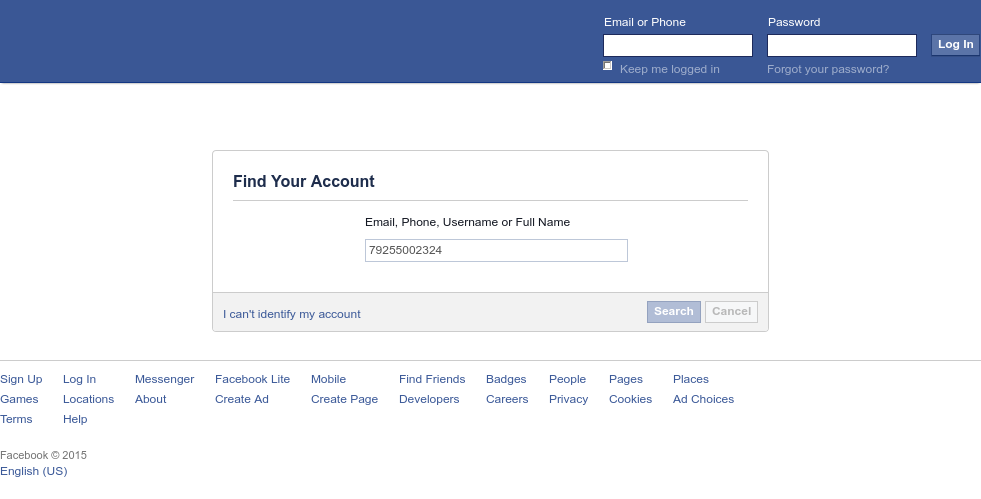 Email or Phone Password
Log In
Keep me logged in Forgot your password?
Find Your Account
Email, Phone, Username or Full Name
79255002324
I can't identify my account Search Cancel
Sign Up Log In Messenger Facebook Lite Mobile Find Friends Badges People Pages Places
Games Locations About Create Ad Create Page Developers Careers Privacy Cookies Ad Choices
Terms Help
Facebook © 2015
English (US)